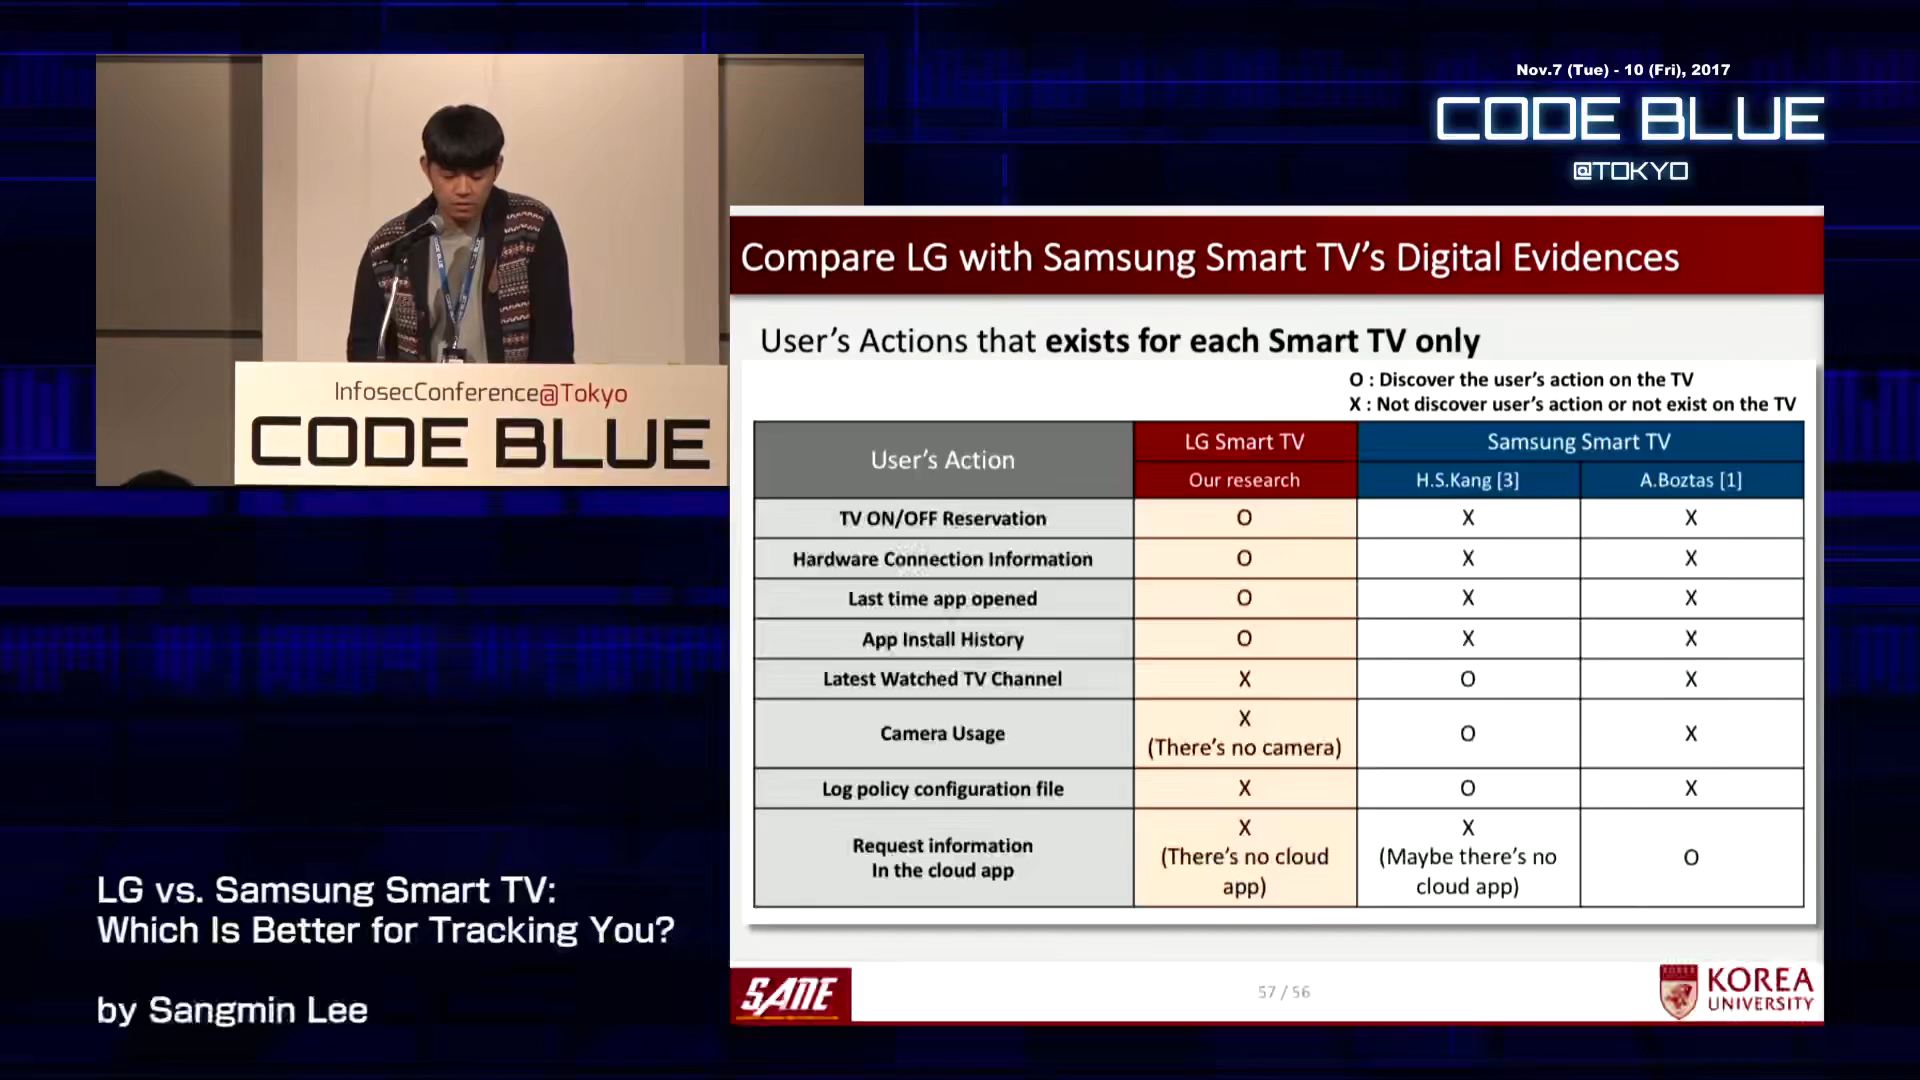 Nov.7 (Tue) - 10 (Fri), 2017
CODE BLUE
@TOKYO
InfosecConference@Tokyo
CODE BLUE
Compare LG with Samsung Smart TV's Digital Evidences
User's Actions that exists for each Smart TV only
O : Discover the user's action on the TV
X : Not discover user's action or not exist on the TV
User's Action
LG Smart TV
Samsung Smart TV
Our research
H.S.Kang [3]
A.Boztas [1]
TV ON/OFF Reservation O X X
Hardware Connection Information O X X
Last time app opened O X X
App Install History O X X
Latest Watched TV Channel X O X
Camera Usage
X
(There's no camera)
O
X
Log policy configuration file X O X
Request information
In the cloud app
X
(There's no cloud
app)
X
(Maybe there's no
cloud app)
O
SANE
57 / 56
KOREA
UNIVERSITY
LG vs. Samsung Smart TV:
Which Is Better for Tracking You?
by Sangmin Lee